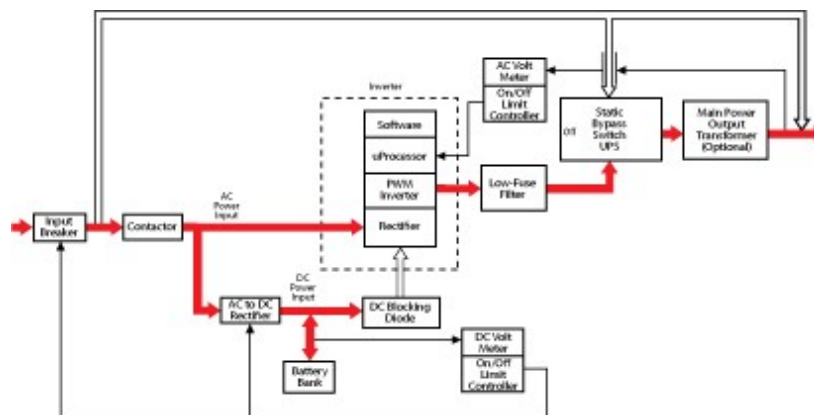 Inverter
AC Volt
Meter
On/Off
Limit
Controller
Software
uProcessor
PWM
Inverter
Rectifier
Off
Static
Bypass
Switch
UPS
Main Power
Output
Transformer
(Optional)
Low-Fuse
Filter
AC
Power
Input
Input
Breaker
Contactor
DC
Power
Input
AC to DC
Rectifier
DC Blocking
Diode
DC Volt
Meter
On/Off
Limit
Controller
Battery
Bank